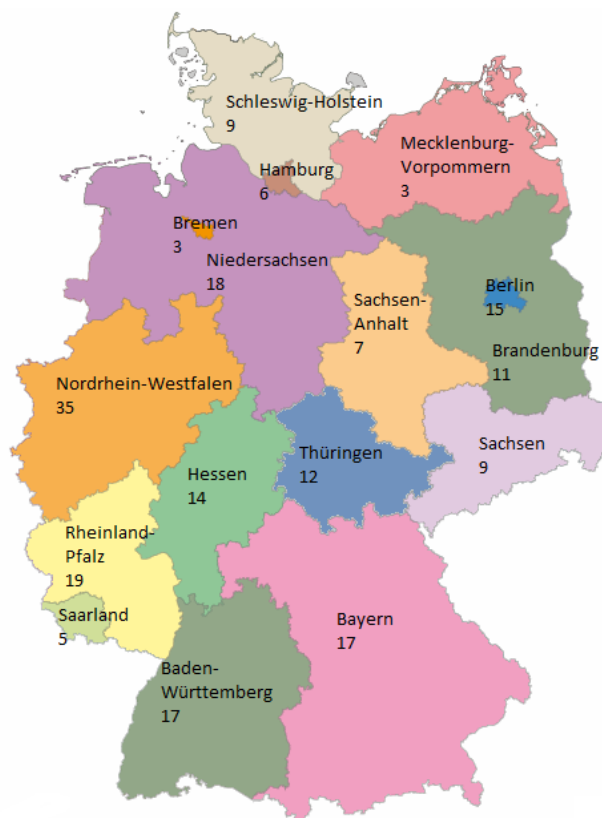 Schleswig-Holstein
9
Mecklenburg-
Vorpommern
3
Hamburg
6
Bremen
3
Niedersachsen
18
Berlin
15
Sachsen-
Anhalt
7
Brandenburg
11
Nordrhein-Westfalen
35
Sachsen
9
Thüringen
12
Hessen
14
Rheinland-
Pfalz
19
Saarland
5
Bayern
17
Baden-
Württemberg
17